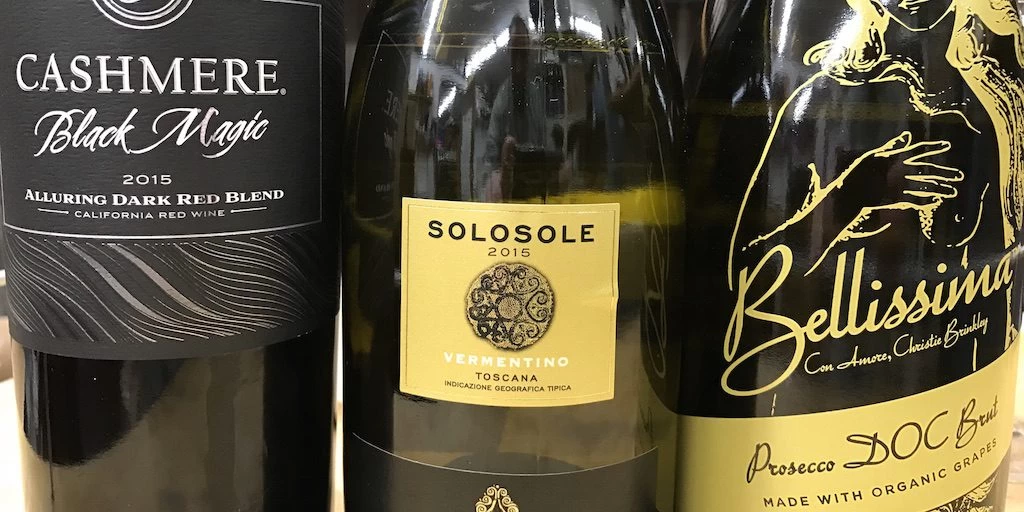 CASHMERE.
Black Magic
2015
ALLURING DARK RED BLEND
CALIFORNIA RED WINE
SOLOSOLE
2015
VERMENTINO
TOSCANA
INDICAZIONE GEOGRAFICA TIPICA
Bellissima
Con Amore, Christie Brinkley
Prosecco DOC Brut
MADE WITH ORGANIC GRAPES